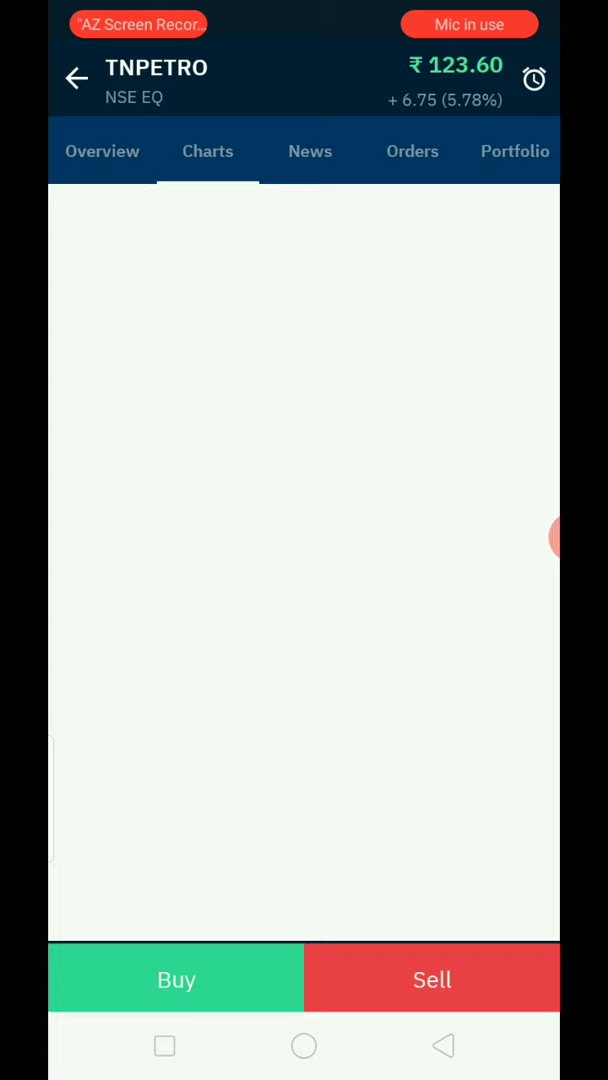 "AZ Screen Recor...
Mic in use
TNPETRO
₹ 123.60
NSE EQ
+ 6.75 (5.78%)
Overview Charts News Orders Portfolio
Buy Sell